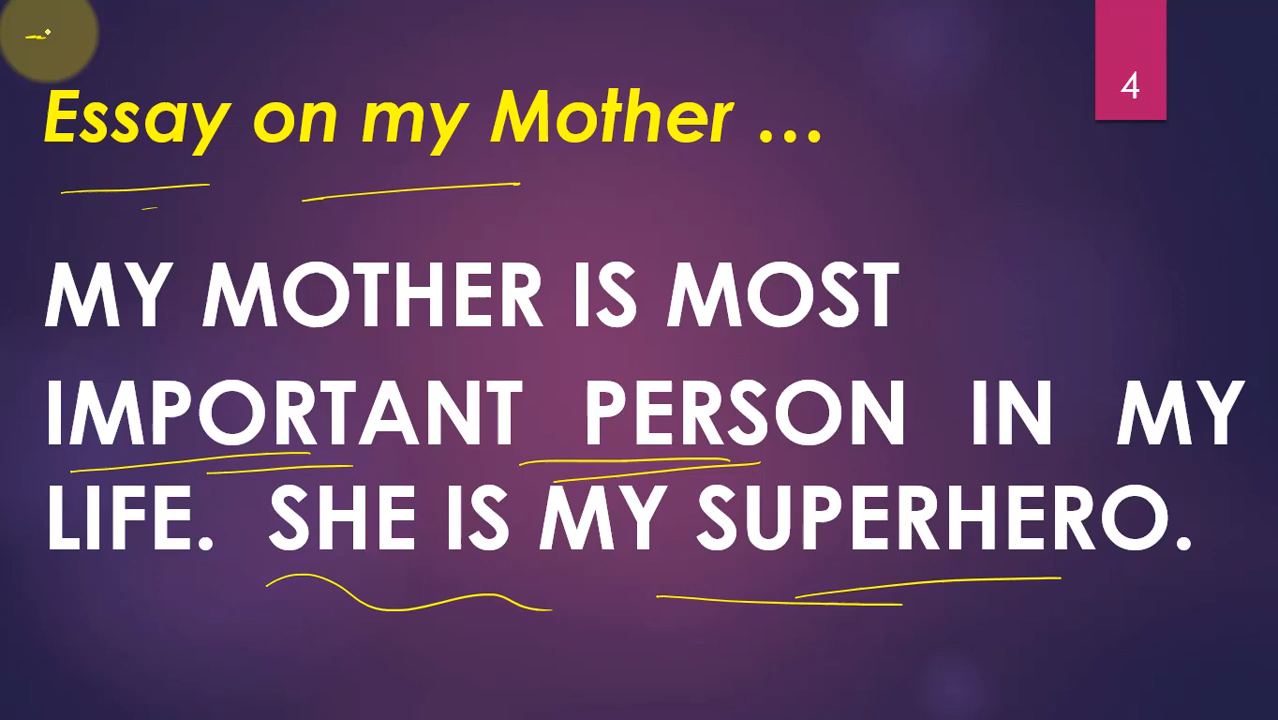 4
Essay on my Mother ...
MY MOTHER IS MOST
IMPORTANT PERSON IN MY
LIFE. SHE IS MY SUPERHERO.